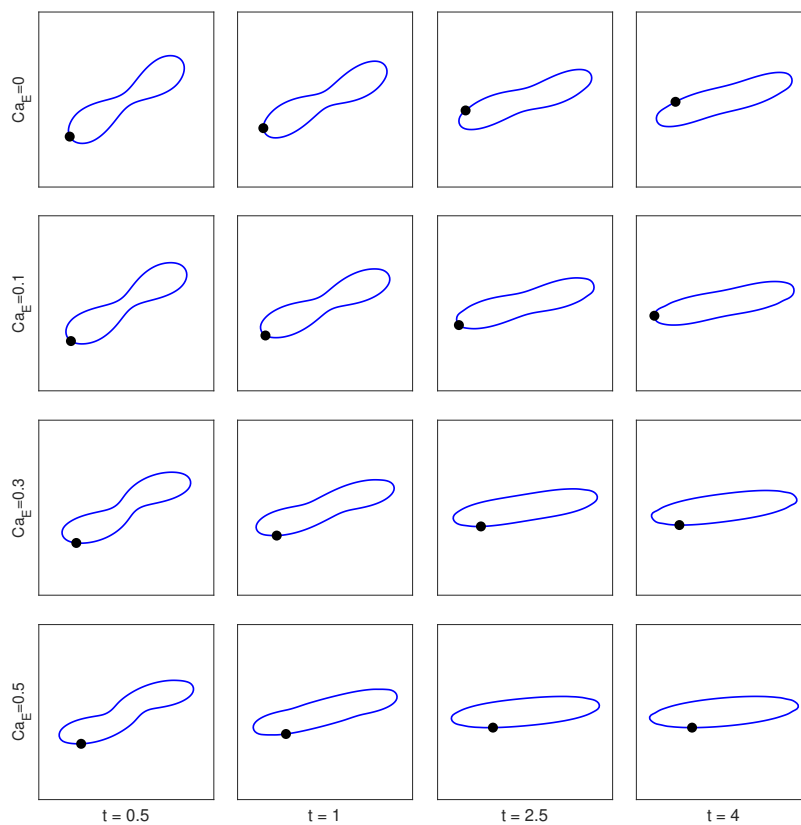 Ca_E=0
Ca_E=0.1
Ca_E=0.3
Ca_E=0.5
t = 0.5
t = 1
t = 2.5
t = 4